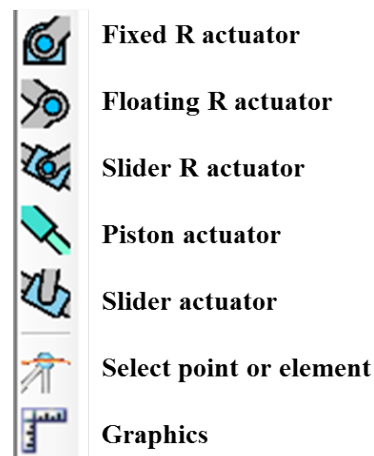 Fixed R actuator
Floating R actuator
Slider R actuator
Piston actuator
Slider actuator
Select point or element
Graphics